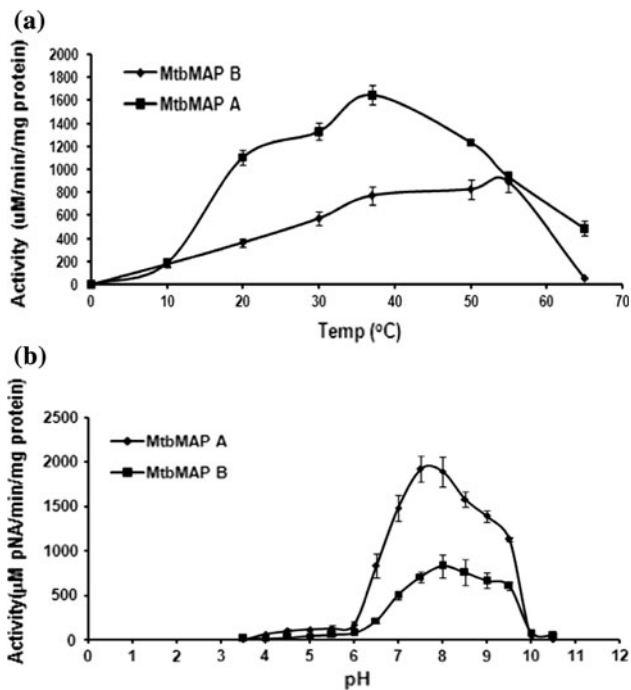 (a)
2000
1800
1600
1400
1200
1000
800
600
400
200
0
Activity (uM/min/mg protein)
MtbMAP B
MtbMAP A
0 10 20 30 40 50 60 70
Temp (°C)
(b)
2500
2000
1500
1000
500
0
Activity(µM pNA/min/mg protein)
MtbMAP A
MtbMAP B
0 1 2 3 4 5 6 7 8 9 10 11 12
pH